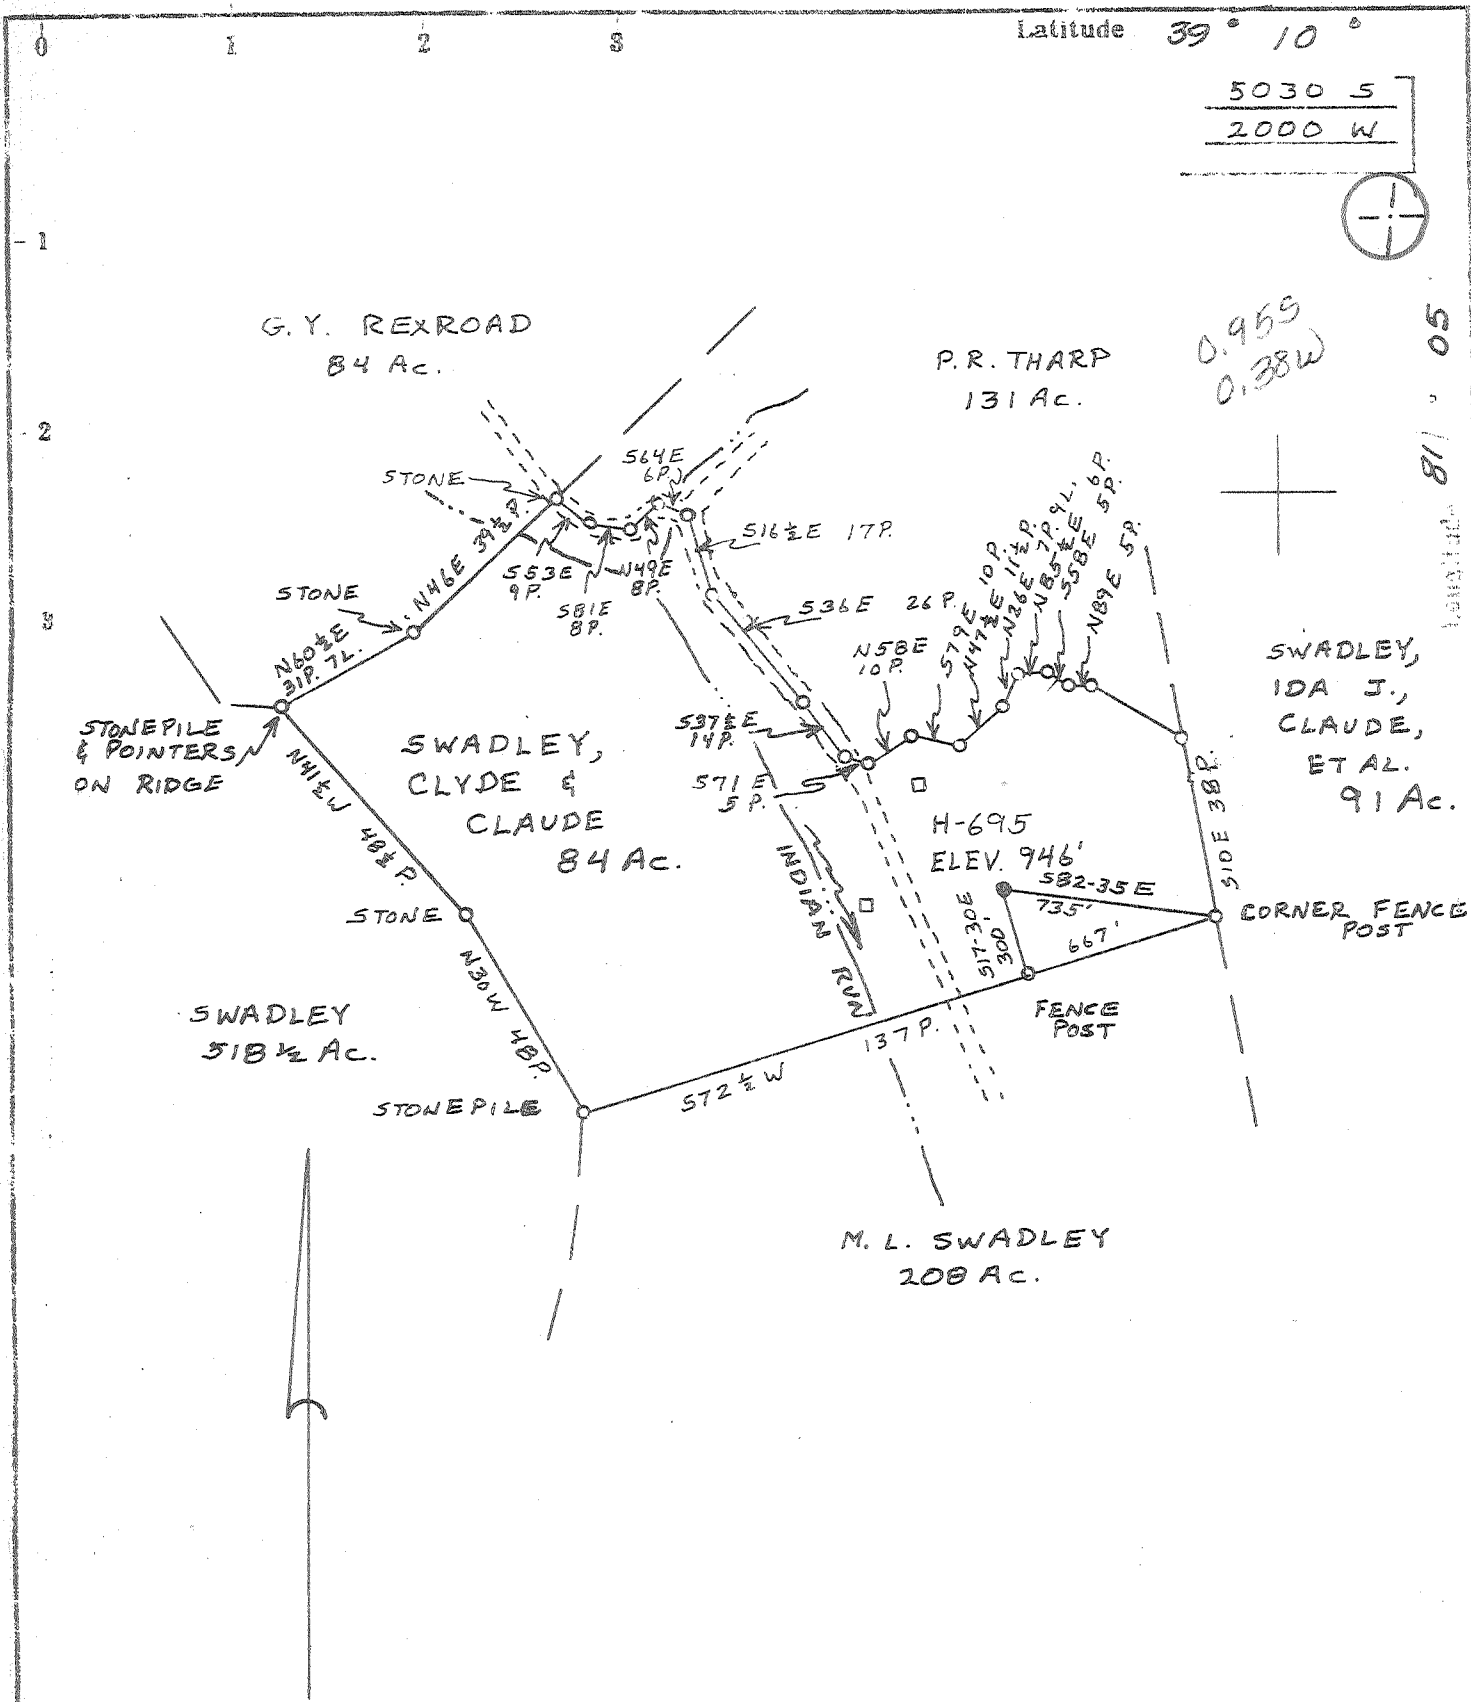 0 1 2 3 Latitude 39° 10'
5030 S
2000 W
- 1
G. Y. REXROAD
84 Ac.
P. R. THARP
131 Ac.
0.95S
0.38W
Longitude 81° 05
- 2
STONE
S64E
6P.
S16½E 17P.
N46E 39½P.
S53E
9P.
S81E
8P.
N49E
8P.
3
STONE
S36E 26P.
N58E
10P.
S79E 10P.
N47½E 11½P.
N26E 7P. 9L.
N85½E 6P.
S58E 5P.
N89E 5P.
N60½E
31P. 7L.
STONEPILE
& POINTERS
ON RIDGE
SWADLEY,
CLYDE &
CLAUDE
84 Ac.
S37½E
14P.
S71E
5P.
SWADLEY,
IDA J.,
CLAUDE,
ET AL.
91 Ac.
N41½W 48½P.
H-695
ELEV. 946'
S82-35E
735'
S10E 38P.
STONE
INDIAN RUN
S17-30E
300'
667'
CORNER FENCE
POST
N30W 48P.
SWADLEY
518½ Ac.
FENCE
POST
S72½W 137P.
STONEPILE
M. L. SWADLEY
208 Ac.